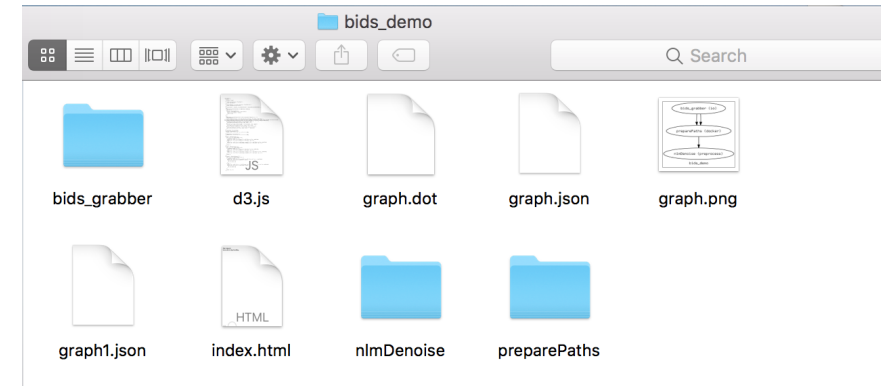 bids_demo
Search
JS
bids_grabber
d3.js
graph.dot
graph.json
graph.png
HTML
graph1.json
index.html
nlmDenoise
preparePaths